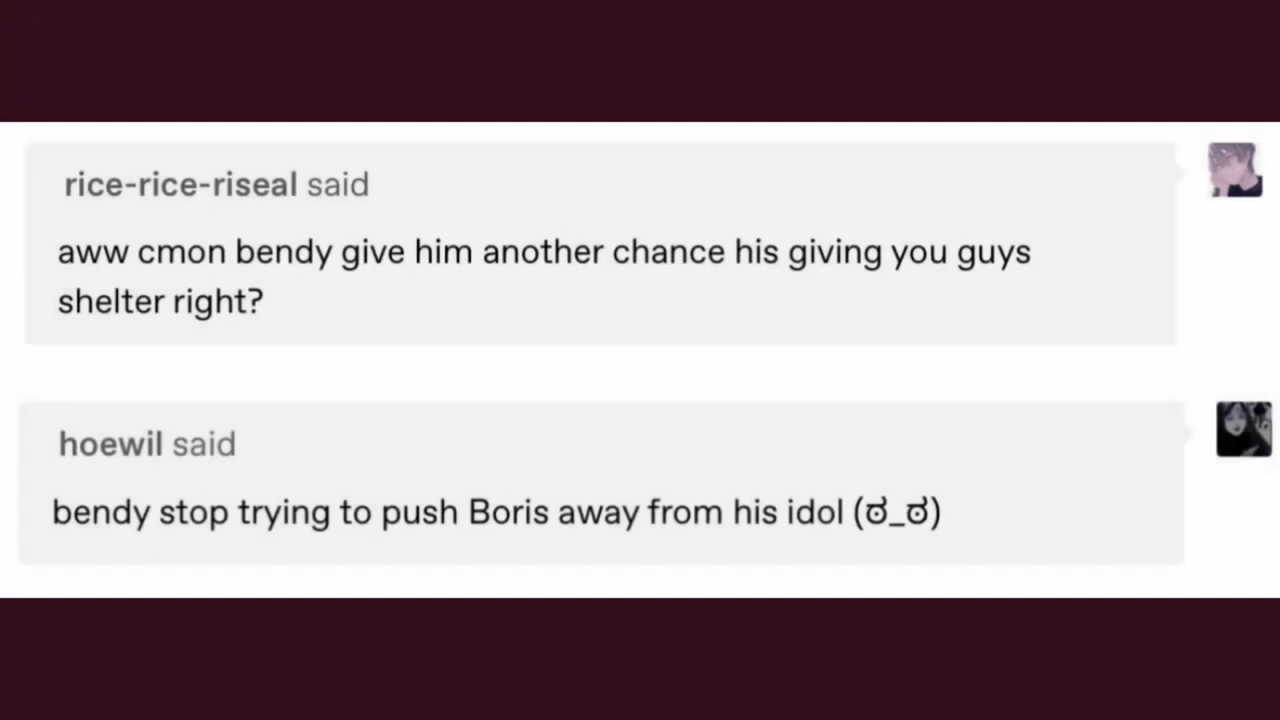 rice-rice-riseal said
aww cmon bendy give him another chance his giving you guys
shelter right?
hoewil said
bendy stop trying to push Boris away from his idol (ಠ_ಠ)